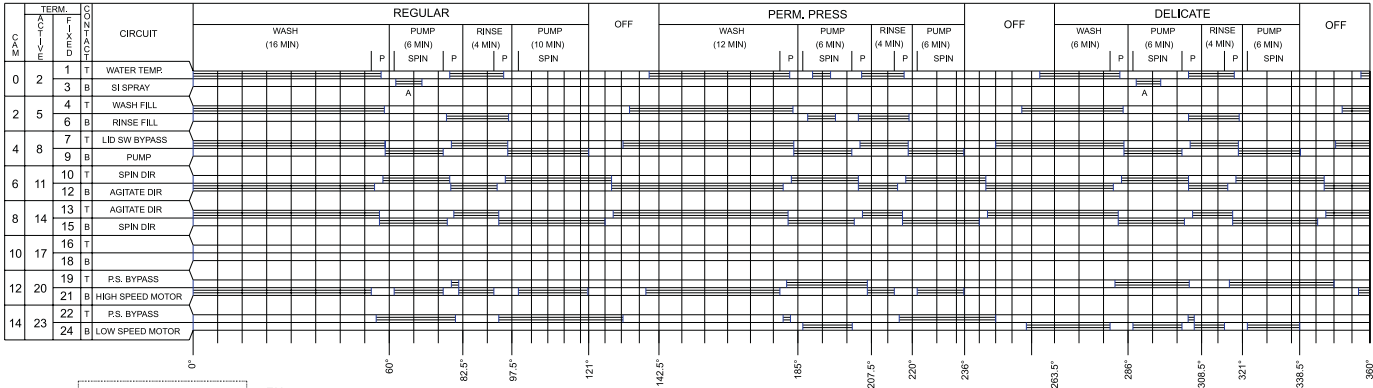 REGULAR OFF PERM. PRESS OFF DELICATE OFF
CAM TERM. CONTACT CIRCUIT
ACTIVE FIXED
WASH PUMP RINSE PUMP WASH PUMP RINSE PUMP WASH PUMP RINSE PUMP
(16 MIN) (6 MIN) (4 MIN) (10 MIN) (12 MIN) (6 MIN) (4 MIN) (6 MIN) (6 MIN) (6 MIN) (4 MIN) (6 MIN)
P SPIN P SPIN P SPIN P SPIN P SPIN P SPIN
0 2 1 T WATER TEMP.
3 B SI SPRAY
A A
2 5 4 T WASH FILL
6 B RINSE FILL
4 8 7 T LID SW BYPASS
9 B PUMP
6 11 10 T SPIN DIR
12 B AGITATE DIR
8 14 13 T AGITATE DIR
15 B SPIN DIR
10 17 16 T
18 B
12 20 19 T P.S. BYPASS
21 B HIGH SPEED MOTOR
14 23 22 T P.S. BYPASS
24 B LOW SPEED MOTOR
0° 60° 82.5° 97.5° 121° 142.5° 185° 207.5° 220° 236° 263.5° 286° 308.5° 321° 338.5° 360°